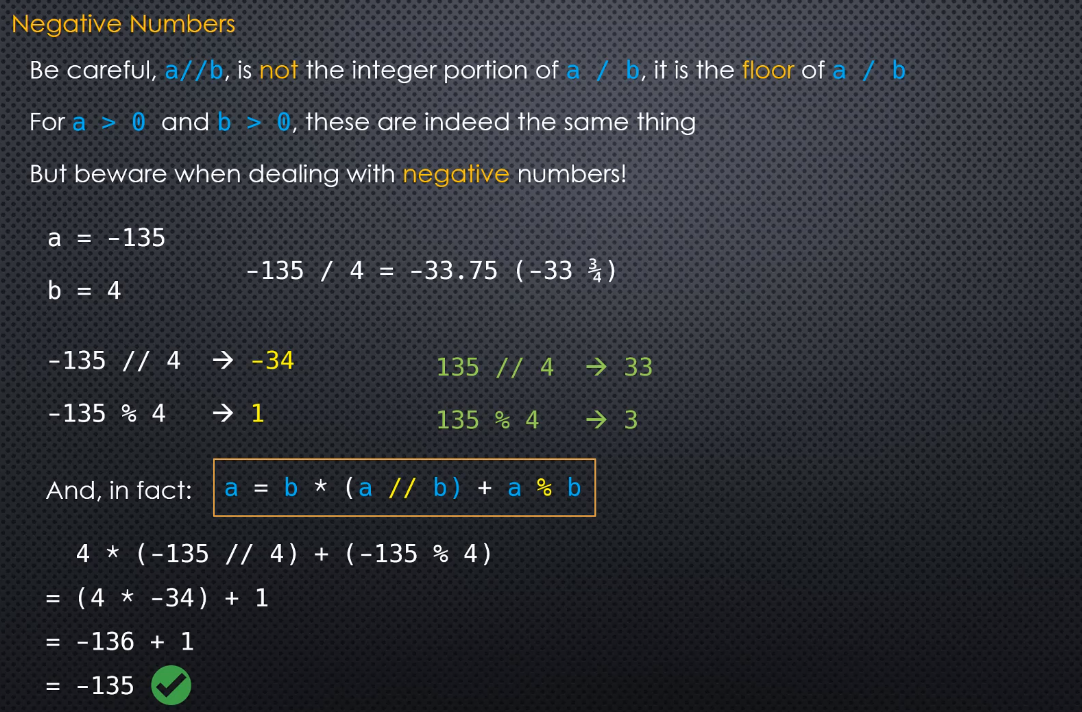 Negative Numbers
Be careful, a//b, is not the integer portion of a / b, it is the floor of a / b
For a > 0 and b > 0, these are indeed the same thing
But beware when dealing with negative numbers!
a = -135
-135 / 4 = -33.75 (-33 ¾)
b = 4
-135 // 4 → -34
135 // 4 → 33
-135 % 4 → 1
135 % 4 → 3
And, in fact: a = b * (a // b) + a % b
4 * (-135 // 4) + (-135 % 4)
= (4 * -34) + 1
= -136 + 1
= -135